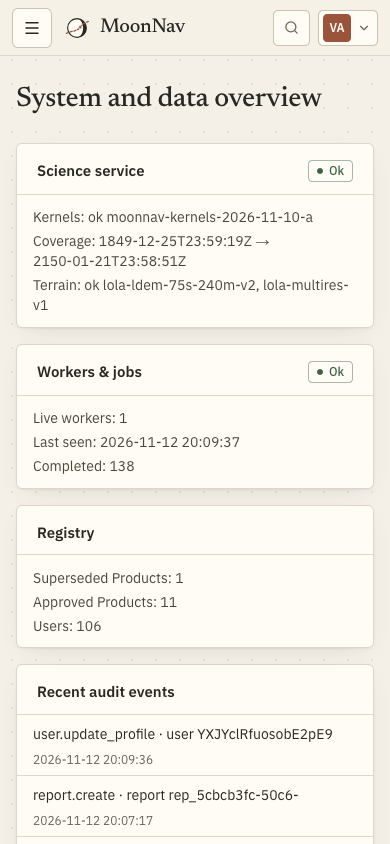 MoonNav
VA
System and data overview
Science service
Ok
Kernels: ok moonnav-kernels-2026-11-10-a
Coverage: 1849-12-25T23:59:19Z →
2150-01-21T23:58:51Z
Terrain: ok lola-ldem-75s-240m-v2, lola-multires-
v1
Workers & jobs
Ok
Live workers: 1
Last seen: 2026-11-12 20:09:37
Completed: 138
Registry
Superseded Products: 1
Approved Products: 11
Users: 106
Recent audit events
user.update_profile · user YXJYclRfuosobE2pE9
2026-11-12 20:09:36
report.create · report rep_5cbcb3fc-50c6-
2026-11-12 20:07:17